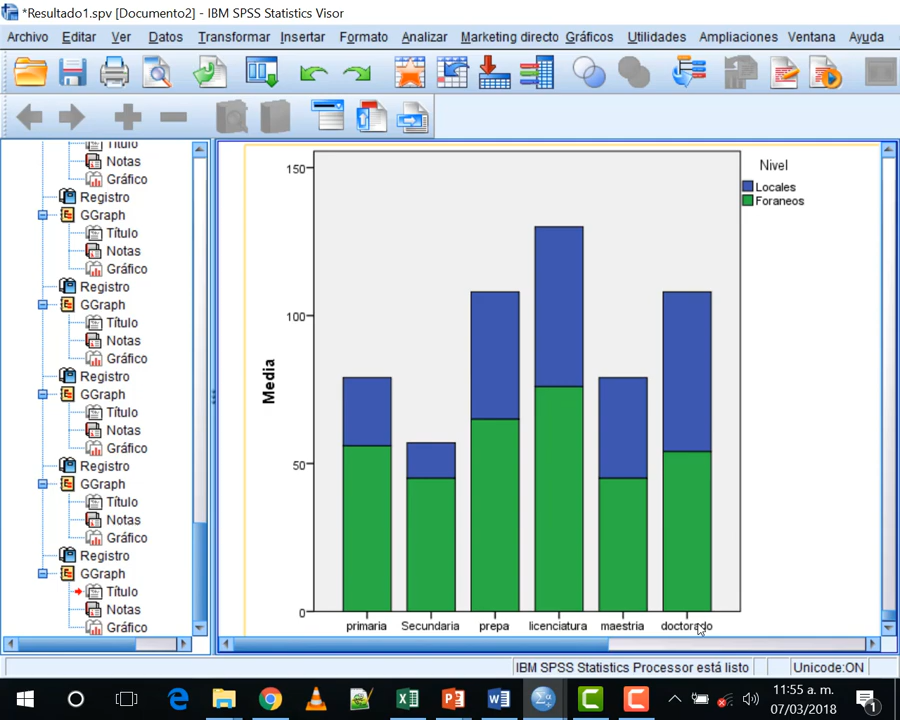 *Resultado1.spv [Documento2] - IBM SPSS Statistics Visor
Archivo Editar Ver Datos Transformar Insertar Formato Analizar Marketing directo Gráficos Utilidades Ampliaciones Ventana Ayuda
Título
Notas
Gráfico
Registro
GGraph
Título
Notas
Gráfico
Registro
GGraph
Título
Notas
Gráfico
Registro
GGraph
Título
Notas
Gráfico
Registro
GGraph
Título
Notas
Gráfico
Registro
GGraph
Título
Notas
Gráfico
150
100
50
0
Media
primaria Secundaria prepa licenciatura maestria doctorado
Nivel
Locales
Foraneos
IBM SPSS Statistics Processor está listo Unicode:ON
11:55 a. m.
07/03/2018
1